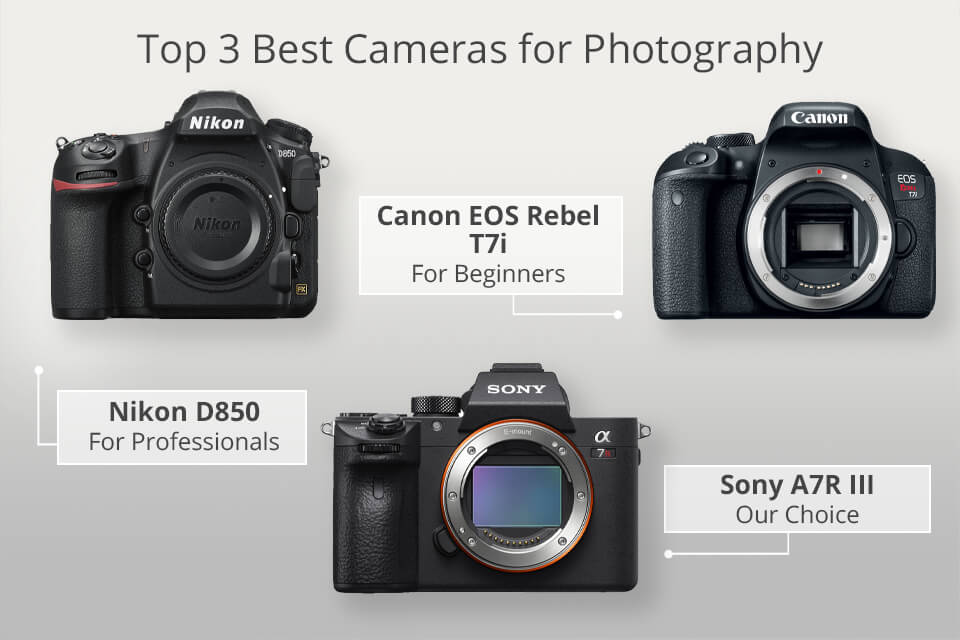 Top 3 Best Cameras for Photography
Nikon
D850
Nikon
FX
Canon
EOS
Rebel
T7i
Canon EOS Rebel
T7i
For Beginners
Nikon D850
For Professionals
SONY
E-mount
α
7R
Sony A7R III
Our Choice